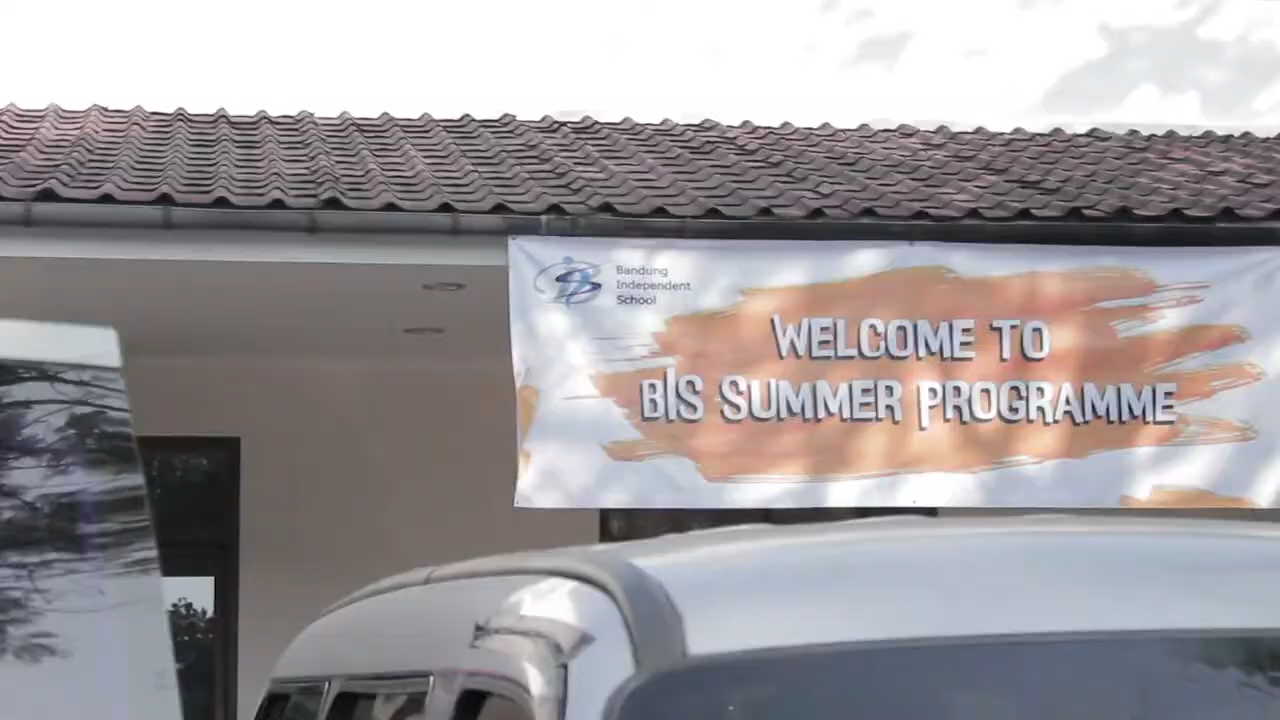 Bandung
Independent
School
WELCOME TO
BIS SUMMER PROGRAMME